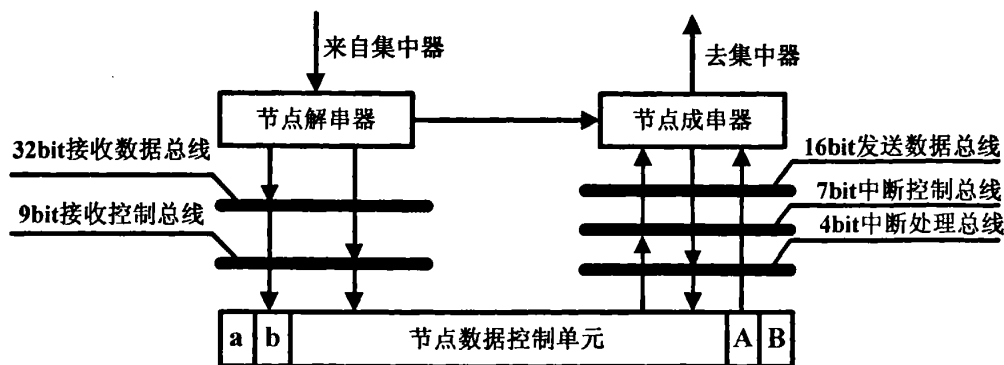 来自集中器
去集中器
节点解串器
节点成串器
32bit接收数据总线
16bit发送数据总线
7bit中断控制总线
9bit接收控制总线
4bit中断处理总线
a b 节点数据控制单元 A B